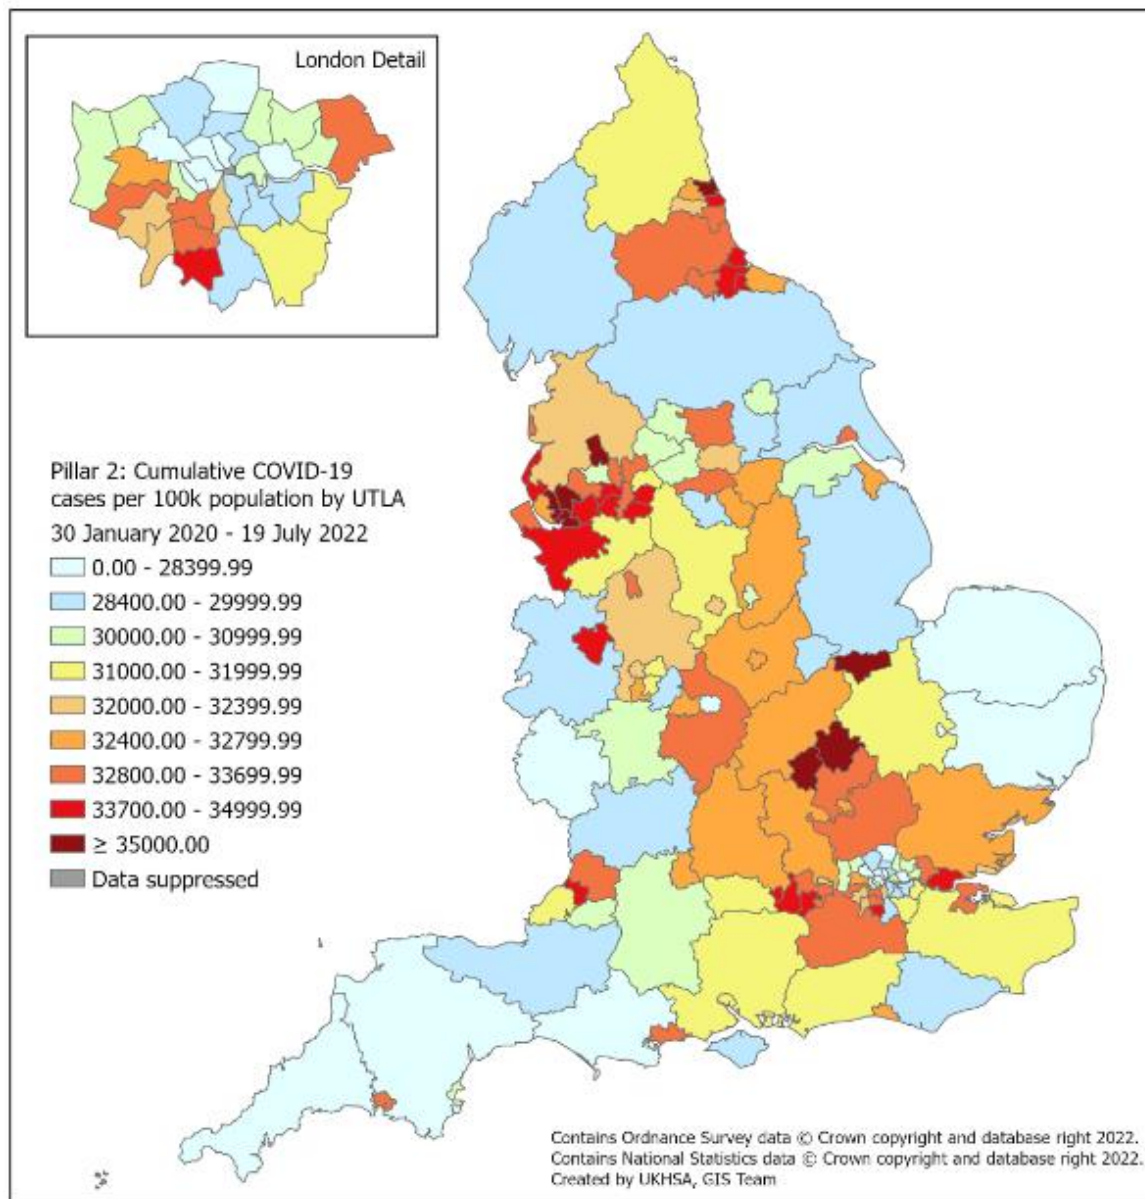 London Detail
Pillar 2: Cumulative COVID-19
cases per 100k population by UTLA
30 January 2020 - 19 July 2022
0.00 - 28399.99
28400.00 - 29999.99
30000.00 - 30999.99
31000.00 - 31999.99
32000.00 - 32399.99
32400.00 - 32799.99
32800.00 - 33699.99
33700.00 - 34999.99
≥ 35000.00
Data suppressed
Contains Ordnance Survey data © Crown copyright and database right 2022.
Contains National Statistics data © Crown copyright and database right 2022.
Created by UKHSA, GIS Team